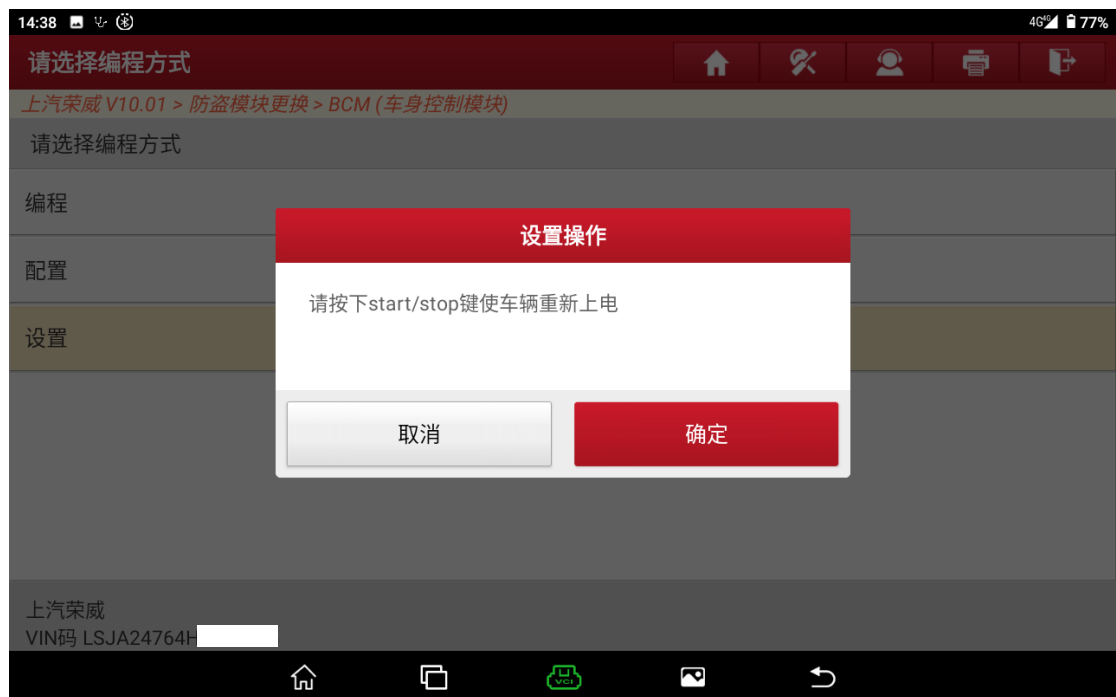 14:38
4G 77%
请选择编程方式
上汽荣威 V10.01 > 防盗模块更换 > BCM (车身控制模块)
请选择编程方式
编程
配置
设置
设置操作
请按下start/stop键使车辆重新上电
取消
确定
上汽荣威
VIN码 LSJA24764H
VCI